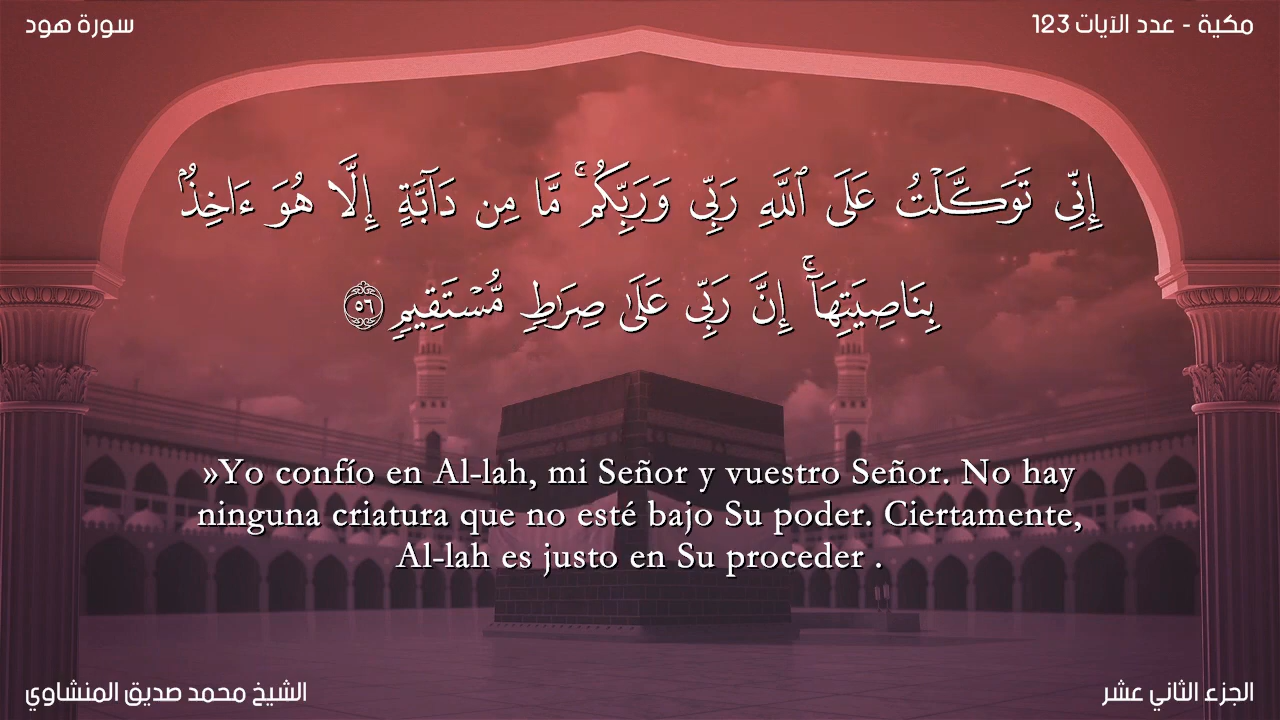 مكية - عدد الآيات 123
سورة هود
إِنِّي تَوَكَّلۡتُ عَلَى ٱللَّهِ رَبِّي وَرَبِّكُمۚ مَّا مِن دَآبَّةٍ إِلَّا هُوَ ءَاخِذُۢ
بِنَاصِيَتِهَآۚ إِنَّ رَبِّي عَلَىٰ صِرَٰطٖ مُّسۡتَقِيمٖ ٥٦
»Yo confío en Al-lah, mi Señor y vuestro Señor. No hay
ninguna criatura que no esté bajo Su poder. Ciertamente,
Al-lah es justo en Su proceder .
الجزء الثاني عشر
الشيخ محمد صديق المنشاوي